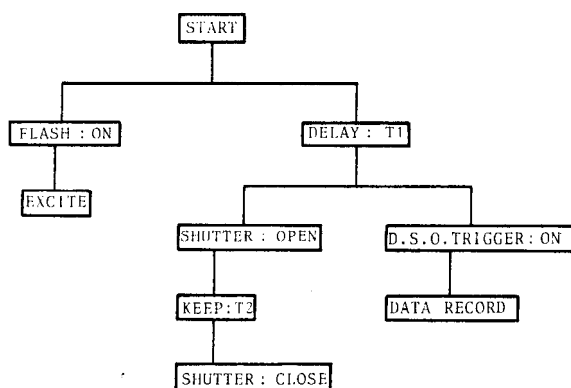 START
FLASH : ON
DELAY : T1
EXCITE
SHUTTER : OPEN
D.S.O.TRIGGER : ON
KEEP:T2
DATA RECORD
SHUTTER : CLOSE